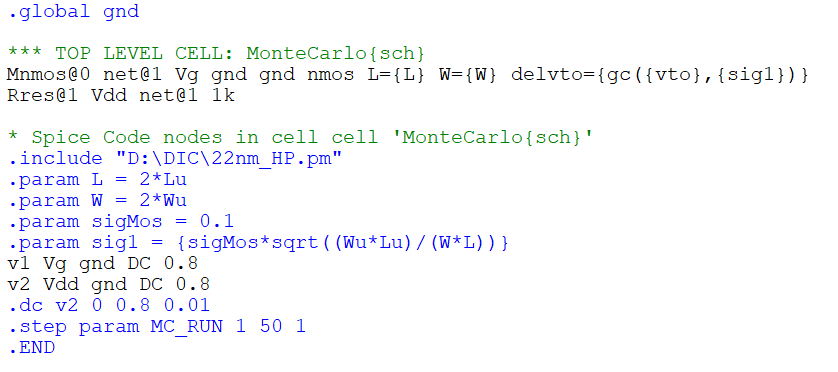 .global gnd
*** TOP LEVEL CELL: MonteCarlo{sch}
Mnmos@0 net@1 Vg gnd gnd nmos L={L} W={W} delvto={gc({vto},{sig1})}
Rres@1 Vdd net@1 1k
* Spice Code nodes in cell cell 'MonteCarlo{sch}'
.include "D:\DIC\22nm_HP.pm"
.param L = 2*Lu
.param W = 2*Wu
.param sigMos = 0.1
.param sig1 = {sigMos*sqrt((Wu*Lu)/(W*L))}
v1 Vg gnd DC 0.8
v2 Vdd gnd DC 0.8
.dc v2 0 0.8 0.01
.step param MC_RUN 1 50 1
.END